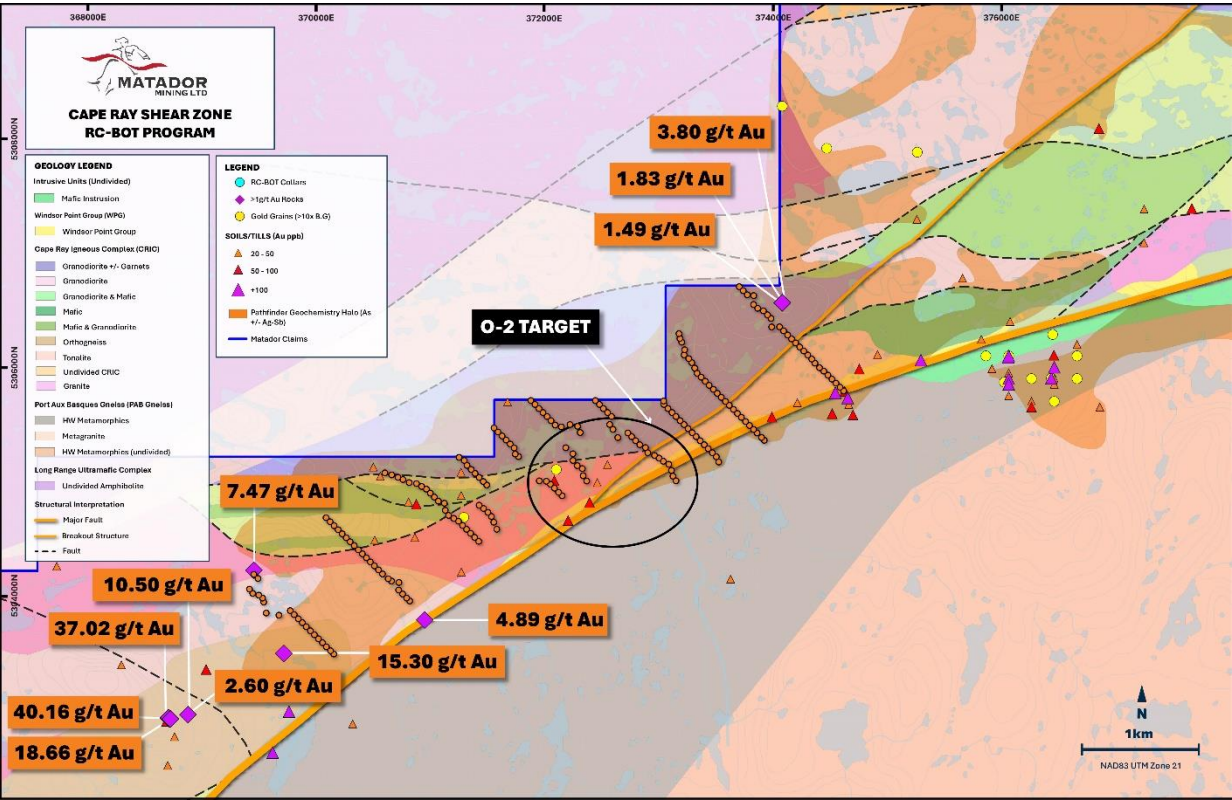 368000E
370000E
372000E
374000E
376000E
5308000N
5306000N
MATADOR
MINING LTD
CAPE RAY SHEAR ZONE
RC-BOT PROGRAM
GEOLOGY LEGEND
Intrusive Units (Undivided)
Mafic Instrusion
Windsor Point Group (WPG)
Windsor Point Group
Cape Ray Igneous Complex (CRIC)
Granodiorite +/- Garnets
Granodiorite
Granodiorite & Mafic
Mafic
Mafic & Granodiorite
Orthogneiss
Tonalite
Undivided CRIC
Granite
Port Aux Basques Gneiss (PAB Gneiss)
HW Metamorphics
Metagranite
HW Metamorphics (undivided)
Long Range Ultramafic Complex
Undivided Amphibolite
Structural Interpretation
Major Fault
Breakout Structure
Fault
LEGEND
RC-BOT Collars
>1g/t Au Rocks
Gold Grains (>10x B.G)
SOILS/TILLS (Au ppb)
20 - 50
50 - 100
+100
Pathfinder Geochemistry Halo (As
+/- Ag-Sb)
Matador Claims
3.80 g/t Au
1.83 g/t Au
1.49 g/t Au
O-2 TARGET
7.47 g/t Au
10.50 g/t Au
37.02 g/t Au
4.89 g/t Au
15.30 g/t Au
2.60 g/t Au
40.16 g/t Au
18.66 g/t Au
N
1km
NAD83 UTM Zone 21